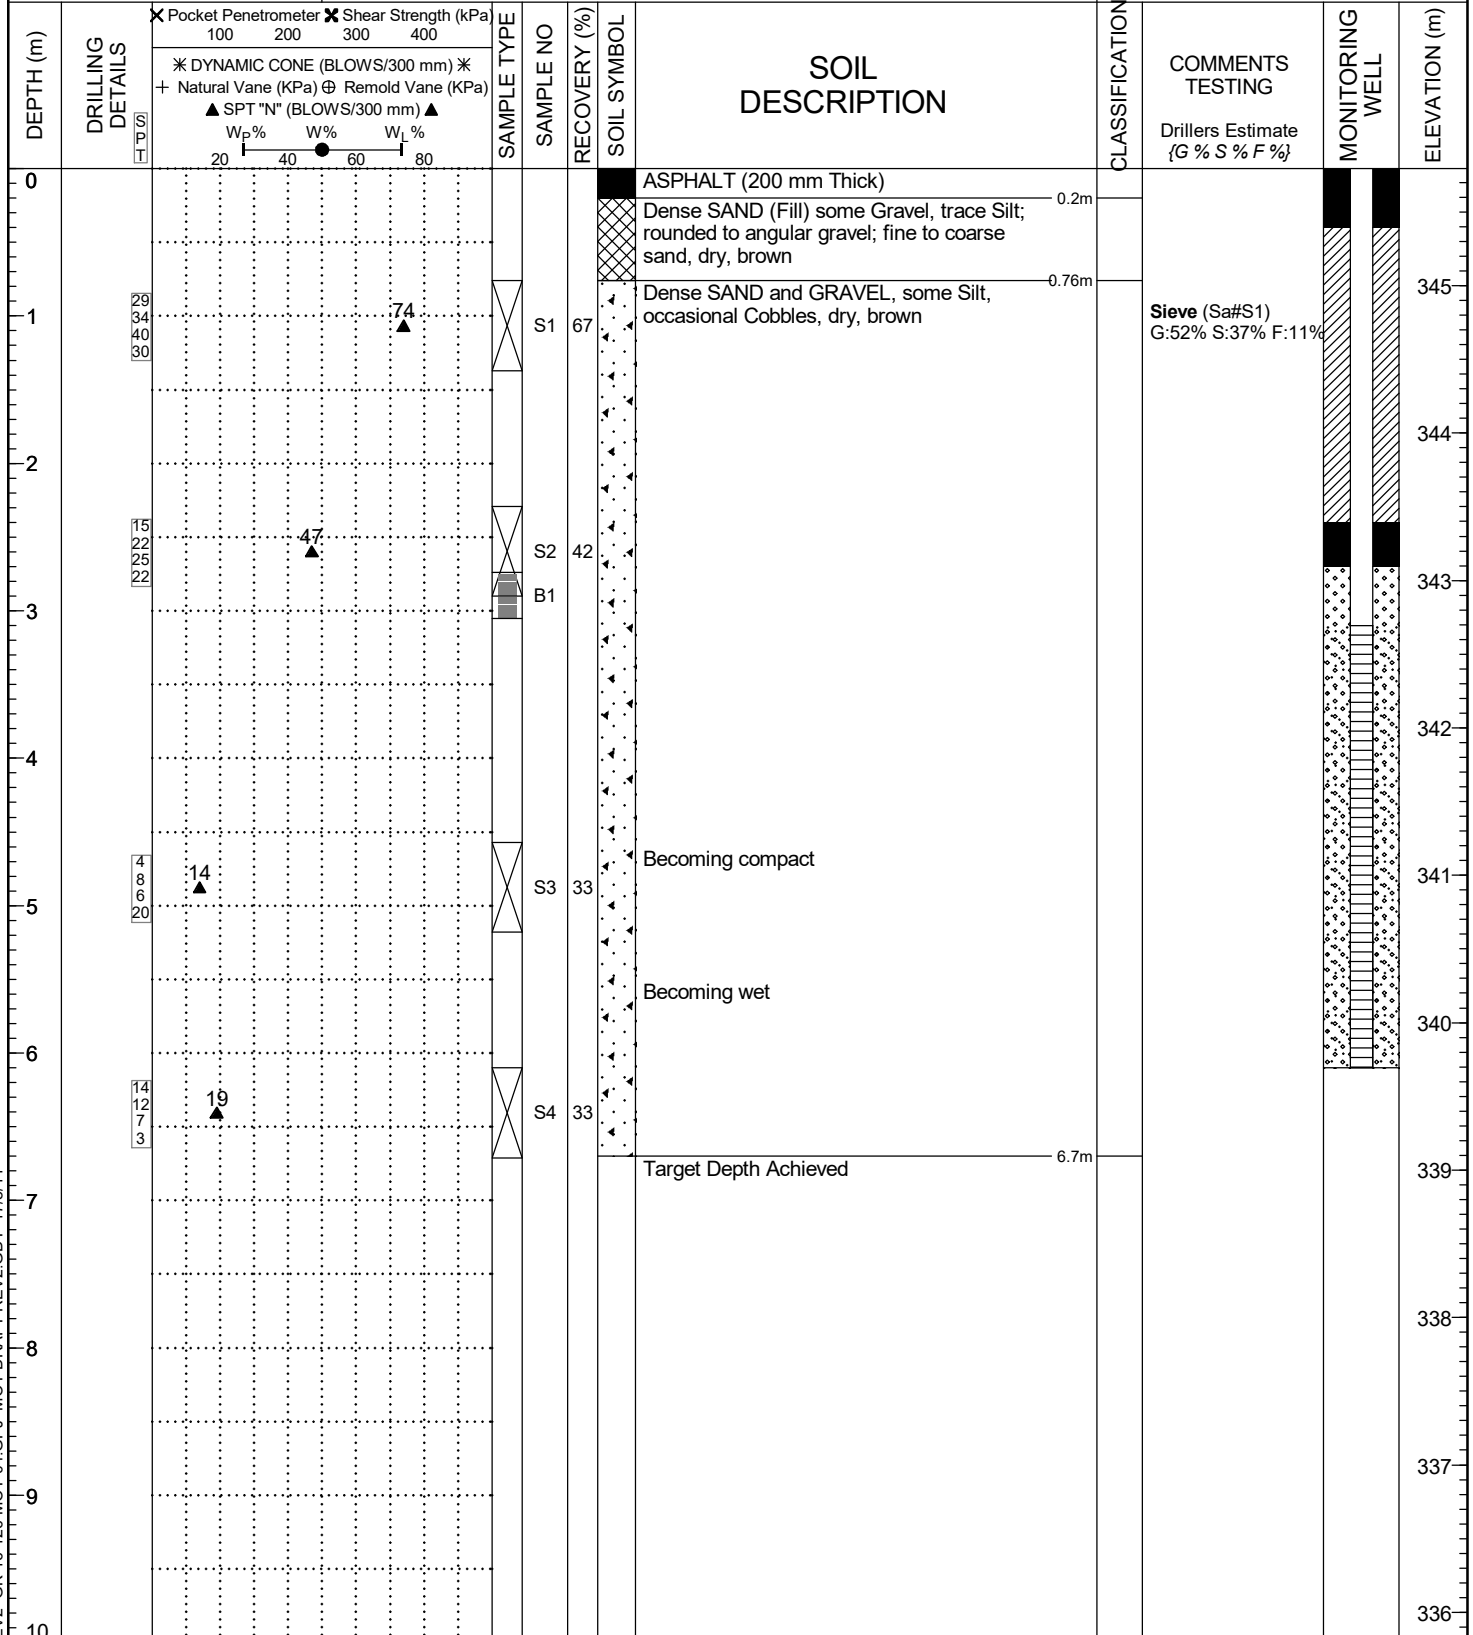 Pocket Penetrometer Shear Strength (kPa)
100 200 300 400
DYNAMIC CONE (BLOWS/300 mm)
Natural Vane (KPa) Remold Vane (KPa)
SPT "N" (BLOWS/300 mm)
WP% W% WL%
20 40 60 80
DEPTH (m)
DRILLING DETAILS
SPT
SAMPLE TYPE
SAMPLE NO
RECOVERY (%)
SOIL SYMBOL
SOIL
DESCRIPTION
CLASSIFICATION
COMMENTS
TESTING
Drillers Estimate
{G % S % F %}
MONITORING WELL
ELEVATION (m)
0
ASPHALT (200 mm Thick)
0.2m
Dense SAND (Fill) some Gravel, trace Silt;
rounded to angular gravel; fine to coarse
sand, dry, brown
0.76m
Dense SAND and GRAVEL, some Silt,
occasional Cobbles, dry, brown
345
1
29
34
40
30
74
S1 67
Sieve (Sa#S1)
G:52% S:37% F:11%
344
2
15
22
25
22
47
S2 42
B1
343
3
342
4
Becoming compact
4
8
6
20
14
S3 33
341
5
Becoming wet
340
6
14
12
7
3
19
S4 33
6.7m
Target Depth Achieved
339
7
338
8
337
9
336
10